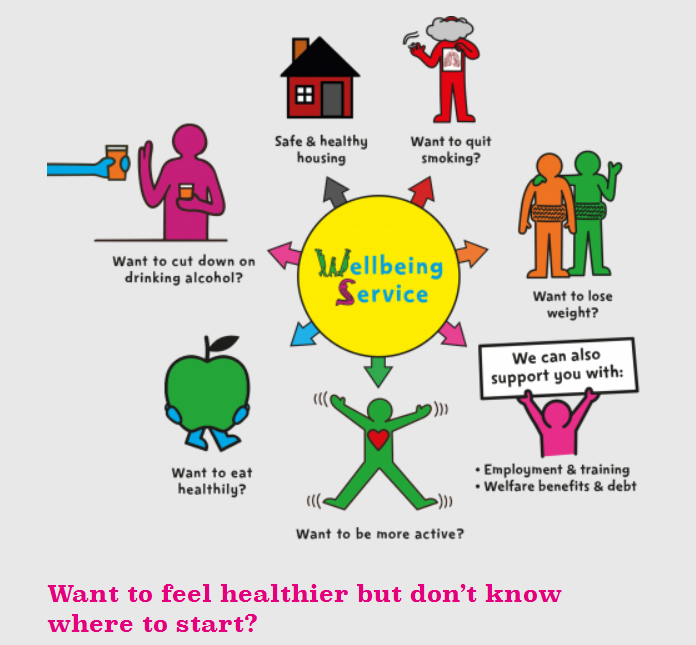 Safe & healthy
housing
Want to quit
smoking?
Want to cut down on
drinking alcohol?
Wellbeing
Service
Want to lose
weight?
We can also
support you with:
• Employment & training
• Welfare benefits & debt
Want to eat
healthily?
Want to be more active?
Want to feel healthier but don’t know
where to start?